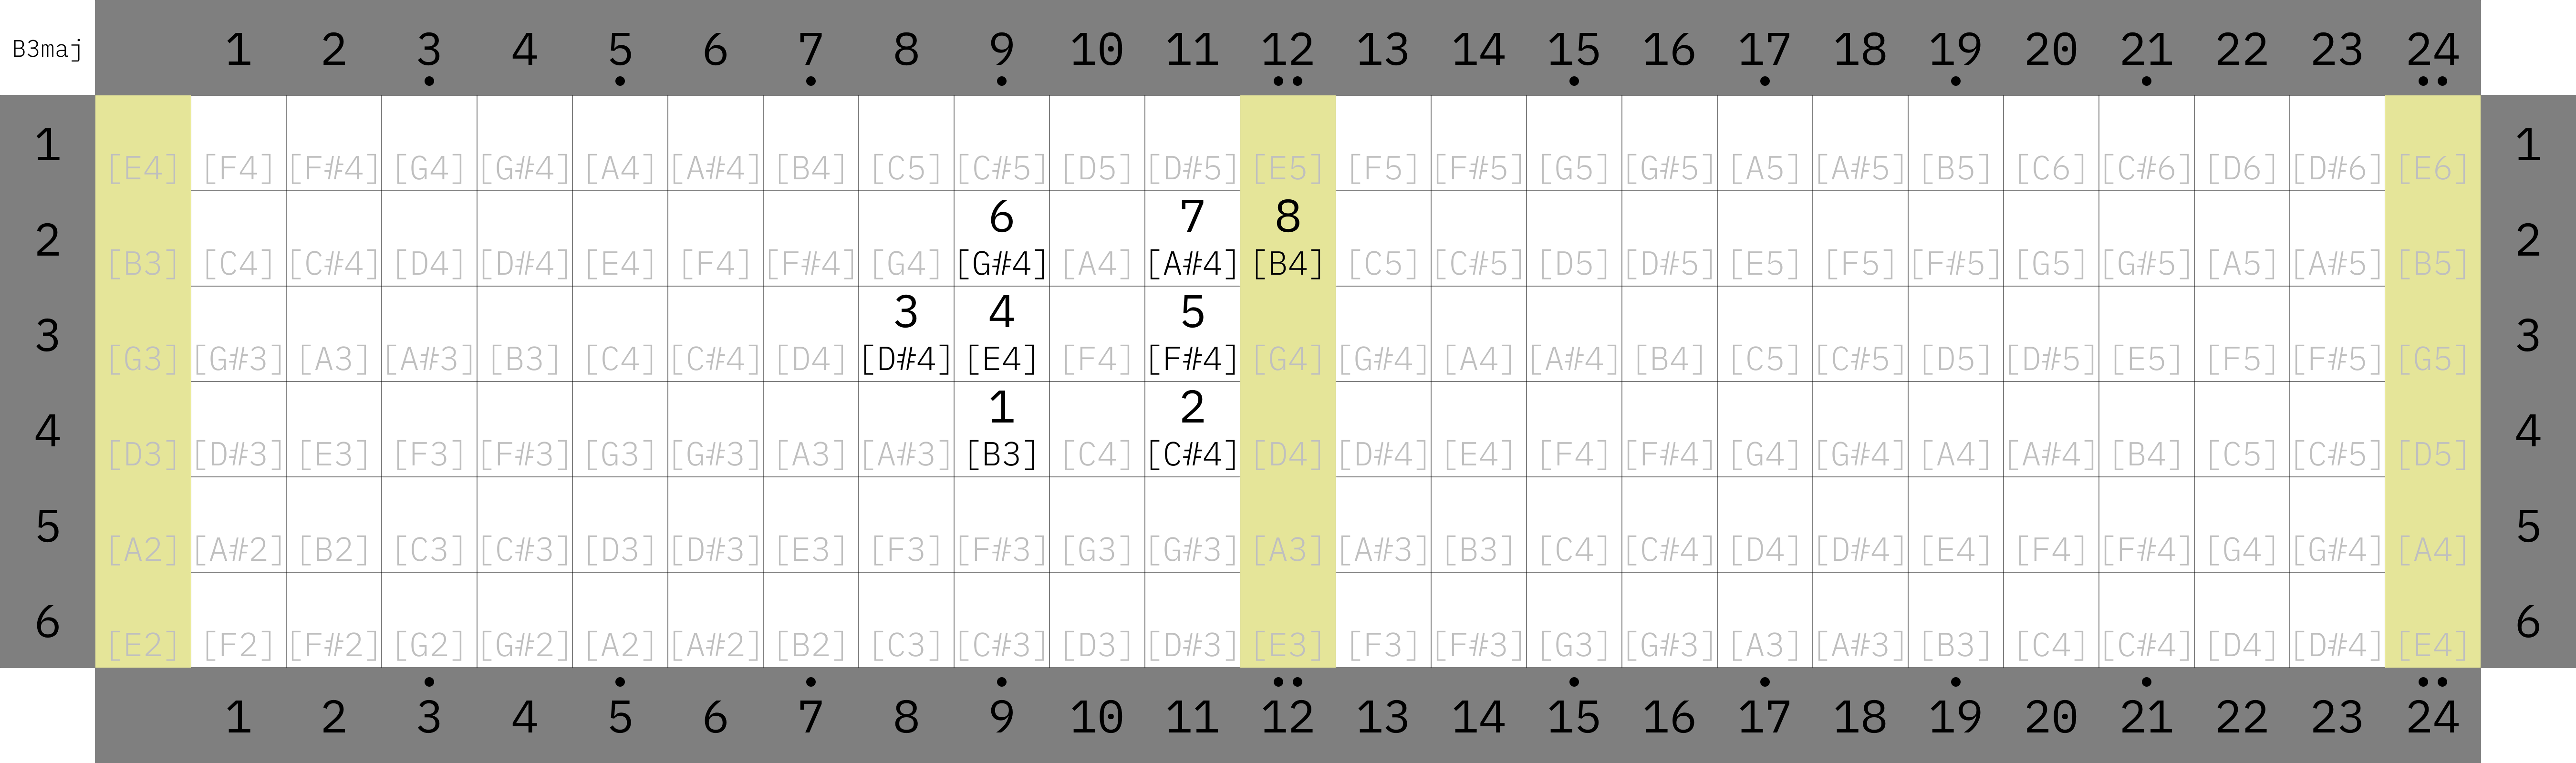 B3maj 1 2 3 4 5 6 7 8 9 10 11 12 13 14 15 16 17 18 19 20 21 22 23 24
1 [E4] [F4] [F#4] [G4] [G#4] [A4] [A#4] [B4] [C5] [C#5] [D5] [D#5] [E5] [F5] [F#5] [G5] [G#5] [A5] [A#5] [B5] [C6] [C#6] [D6] [D#6] [E6] 1
6 7 8
2 [B3] [C4] [C#4] [D4] [D#4] [E4] [F4] [F#4] [G4] [G#4] [A4] [A#4] [B4] [C5] [C#5] [D5] [D#5] [E5] [F5] [F#5] [G5] [G#5] [A5] [A#5] [B5] 2
3 4 5
3 [G3] [G#3] [A3] [A#3] [B3] [C4] [C#4] [D4] [D#4] [E4] [F4] [F#4] [G4] [G#4] [A4] [A#4] [B4] [C5] [C#5] [D5] [D#5] [E5] [F5] [F#5] [G5] 3
1 2
4 [D3] [D#3] [E3] [F3] [F#3] [G3] [G#3] [A3] [A#3] [B3] [C4] [C#4] [D4] [D#4] [E4] [F4] [F#4] [G4] [G#4] [A4] [A#4] [B4] [C5] [C#5] [D5] 4
5 [A2] [A#2] [B2] [C3] [C#3] [D3] [D#3] [E3] [F3] [F#3] [G3] [G#3] [A3] [A#3] [B3] [C4] [C#4] [D4] [D#4] [E4] [F4] [F#4] [G4] [G#4] [A4] 5
6 [E2] [F2] [F#2] [G2] [G#2] [A2] [A#2] [B2] [C3] [C#3] [D3] [D#3] [E3] [F3] [F#3] [G3] [G#3] [A3] [A#3] [B3] [C4] [C#4] [D4] [D#4] [E4] 6
1 2 3 4 5 6 7 8 9 10 11 12 13 14 15 16 17 18 19 20 21 22 23 24